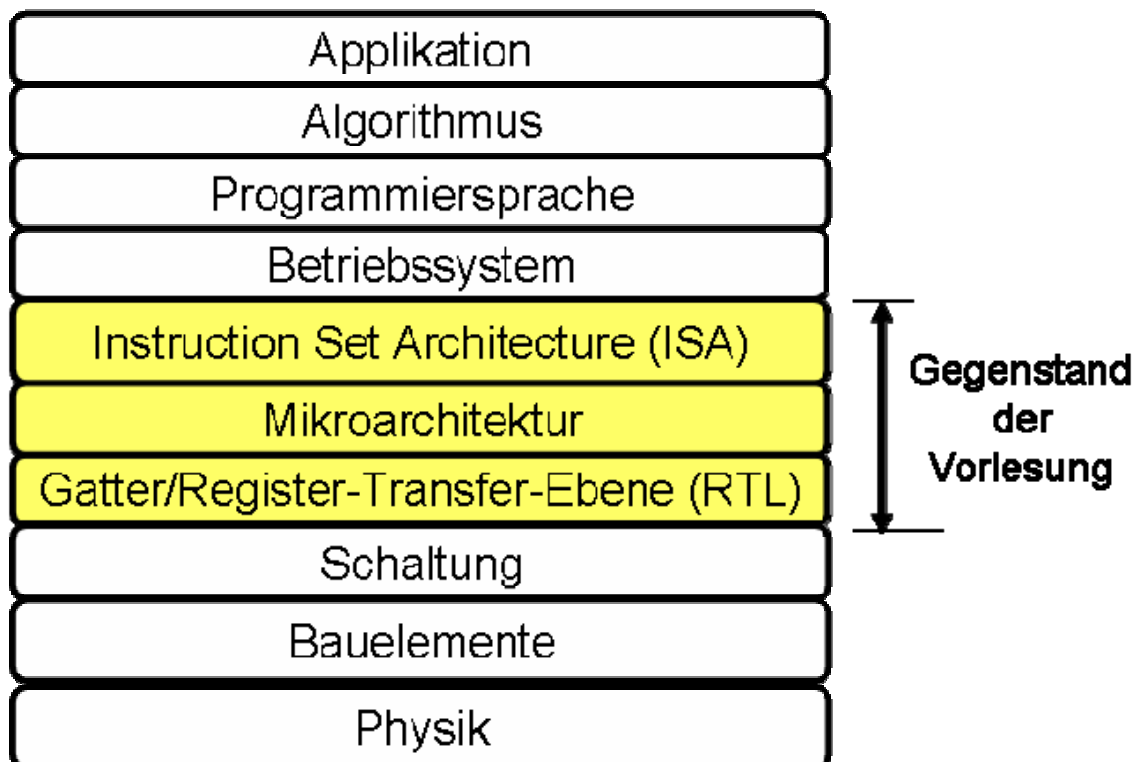 Applikation
Algorithmus
Programmiersprache
Betriebssystem
Instruction Set Architecture (ISA)
Mikroarchitektur
Gatter/Register-Transfer-Ebene (RTL)
Schaltung
Bauelemente
Physik
Gegenstand
der
Vorlesung